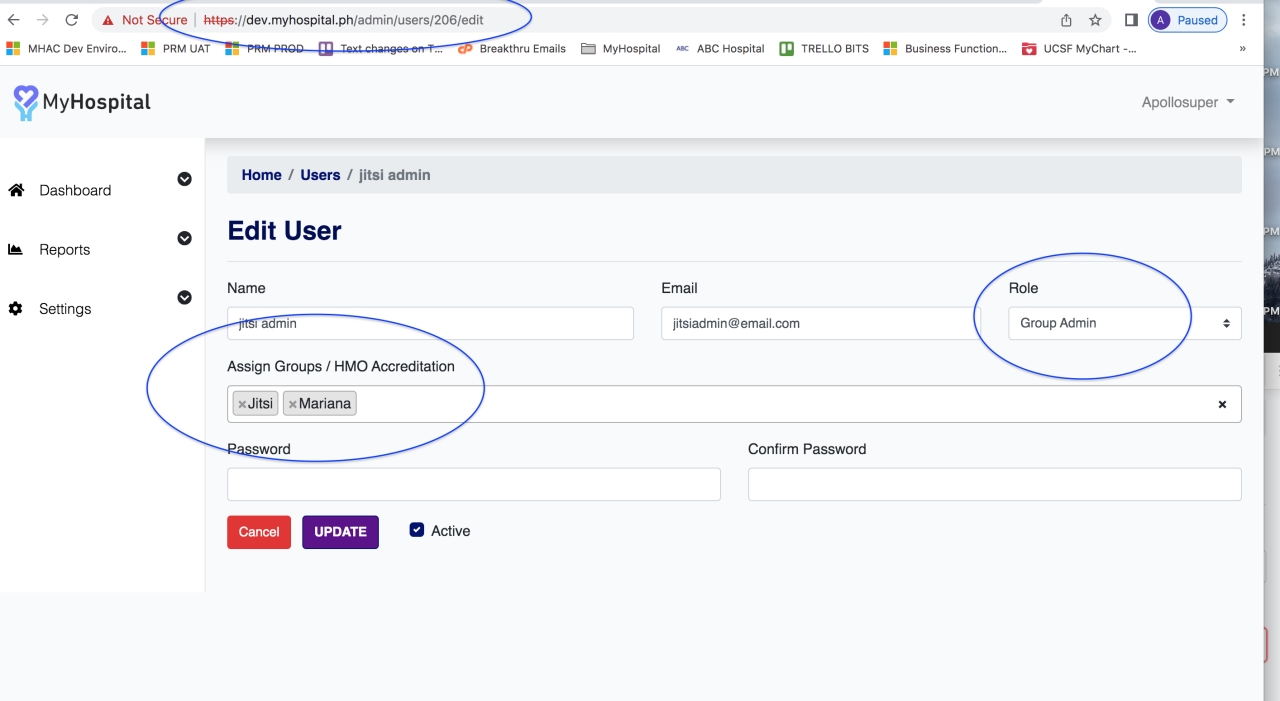 Not Secure | https://dev.myhospital.ph/admin/users/206/edit A Paused
MHAC Dev Enviro... PRM UAT PRM PROD Text changes on T... Breakthru Emails MyHospital ABC ABC Hospital TRELLO BITS Business Function... UCSF MyChart -... »
MyHospital Apollosuper
Home / Users / jitsi admin
Dashboard
Edit User
Reports
Name Email Role
Settings
jitsi admin jitsiadmin@email.com Group Admin
Assign Groups / HMO Accreditation
×Jitsi ×Mariana ×
Password Confirm Password
Cancel UPDATE Active
PM
PM
PM
PM